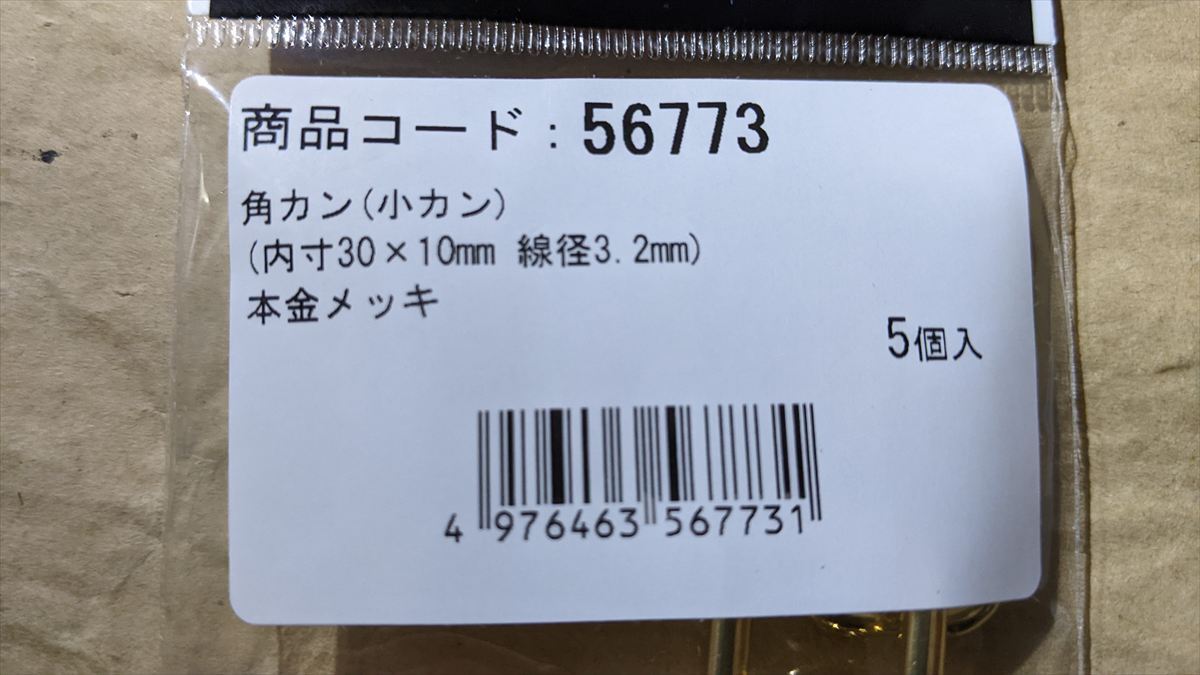 商品コード：56773
角カン(小カン)
(内寸30×10mm 線径3.2mm)
本金メッキ
5個入
4 976463 567731